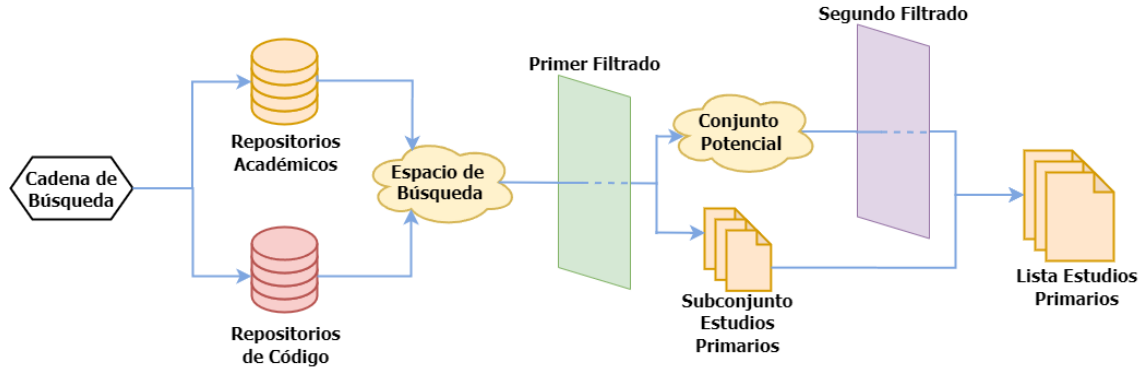 Cadena de
Búsqueda
Repositorios
Académicos
Repositorios
de Código
Espacio de
Búsqueda
Primer Filtrado
Conjunto
Potencial
Subconjunto
Estudios
Primarios
Segundo Filtrado
Lista Estudios
Primarios